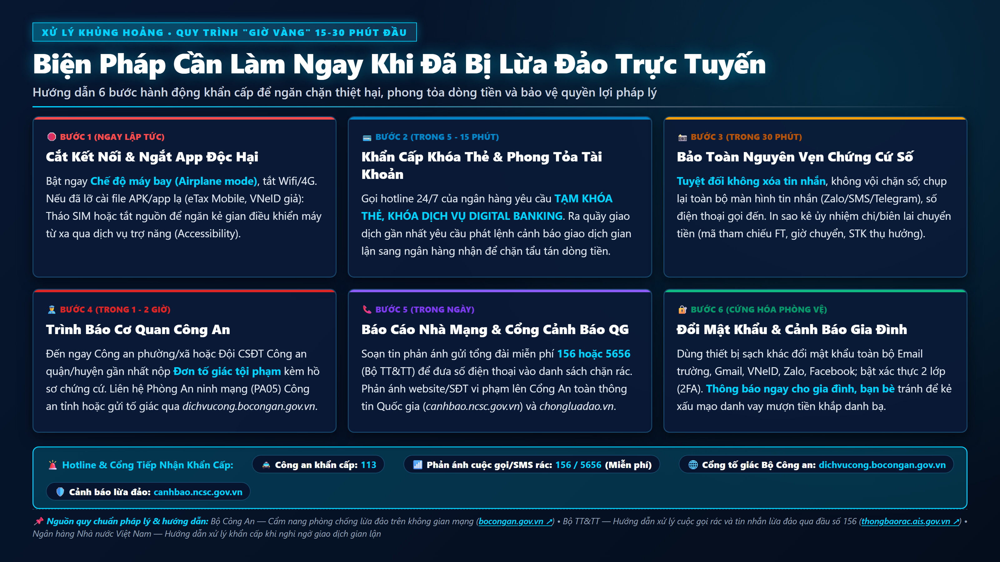 XỬ LÝ KHỦNG HOẢNG • QUY TRÌNH "GIỜ VÀNG" 15-30 PHÚT ĐẦU
Biện Pháp Cần Làm Ngay Khi Đã Bị Lừa Đảo Trực Tuyến
Hướng dẫn 6 bước hành động khẩn cấp để ngăn chặn thiệt hại, phong tỏa dòng tiền và bảo vệ quyền lợi pháp lý
BƯỚC 1 (NGAY LẬP TỨC)
Cắt Kết Nối & Ngắt App Độc Hại
Bật ngay Chế độ máy bay (Airplane mode), tắt Wifi/4G.
Nếu đã lỡ cài file APK/app lạ (eTax Mobile, VNeID giả):
Tháo SIM hoặc tắt nguồn để ngăn kẻ gian điều khiển máy
từ xa qua dịch vụ trợ năng (Accessibility).
BƯỚC 2 (TRONG 5 - 15 PHÚT)
Khẩn Cấp Khóa Thẻ & Phong Tỏa Tài
Khoản
Gọi hotline 24/7 của ngân hàng yêu cầu TẠM KHÓA
THẺ, KHÓA DỊCH VỤ DIGITAL BANKING. Ra quầy giao
dịch gần nhất yêu cầu phát lệnh cảnh báo giao dịch gian
lận sang ngân hàng nhận để chặn tẩu tán dòng tiền.
BƯỚC 3 (TRONG 30 PHÚT)
Bảo Toàn Nguyên Vẹn Chứng Cứ Số
Tuyệt đối không xóa tin nhắn, không vội chặn số; chụp
lại toàn bộ màn hình tin nhắn (Zalo/SMS/Telegram), số
điện thoại gọi đến. In sao kê ủy nhiệm chi/biên lai chuyển
tiền (mã tham chiếu FT, giờ chuyển, STK thụ hưởng).
BƯỚC 4 (TRONG 1 - 2 GIỜ)
Trình Báo Cơ Quan Công An
Đến ngay Công an phường/xã hoặc Đội CSĐT Công an
quận/huyện gần nhất nộp Đơn tố giác tội phạm kèm hồ
sơ chứng cứ. Liên hệ Phòng An ninh mạng (PA05) Công
an tỉnh hoặc gửi tố giác qua dichvucong.bocongan.gov.vn.
BƯỚC 5 (TRONG NGÀY)
Báo Cáo Nhà Mạng & Cổng Cảnh Báo QG
Soạn tin phản ánh gửi tổng đài miễn phí 156 hoặc 5656
(Bộ TT&TT) để đưa số điện thoại vào danh sách chặn rác.
Phản ánh website/SĐT vi phạm lên Cổng An toàn thông
tin Quốc gia (canhbao.ncsc.gov.vn) và chongluadao.vn.
BƯỚC 6 (CỨNG HÓA PHÒNG VỆ)
Đổi Mật Khẩu & Cảnh Báo Gia Đình
Dùng thiết bị sạch khác đổi mật khẩu toàn bộ Email
trường, Gmail, VNeID, Zalo, Facebook; bật xác thực 2 lớp
(2FA). Thông báo ngay cho gia đình, bạn bè tránh để kẻ
xấu mạo danh vay mượn tiền khắp danh bạ.
Hotline & Cổng Tiếp Nhận Khẩn Cấp:
Công an khẩn cấp: 113
Phản ánh cuộc gọi/SMS rác: 156 / 5656 (Miễn phí)
Cổng tố giác Bộ Công an: dichvucong.bocongan.gov.vn
Cảnh báo lừa đảo: canhbao.ncsc.gov.vn
Nguồn quy chuẩn pháp lý & hướng dẫn: Bộ Công An — Cẩm nang phòng chống lừa đảo trên không gian mạng (bocongan.gov.vn ↗) • Bộ TT&TT — Hướng dẫn xử lý cuộc gọi rác và tin nhắn lừa đảo qua đầu số 156 (thongbaorac.ais.gov.vn ↗) •
Ngân hàng Nhà nước Việt Nam — Hướng dẫn xử lý khẩn cấp khi nghi ngờ giao dịch gian lận